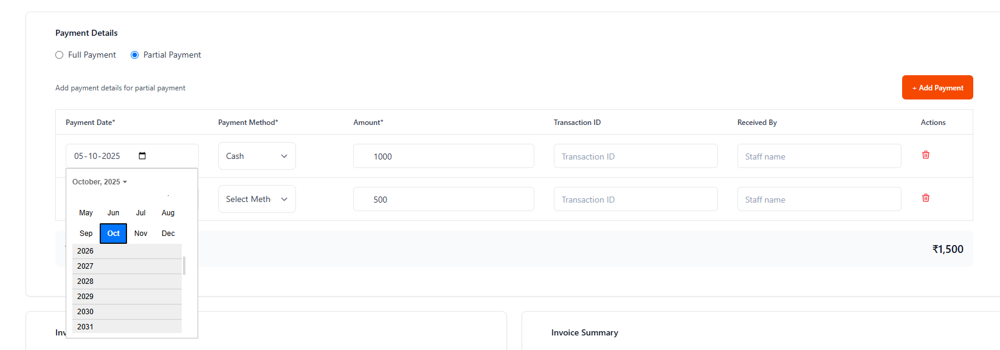 Payment Details
Full Payment Partial Payment
Add payment details for partial payment
+ Add Payment
Payment Date* Payment Method* Amount* Transaction ID Received By Actions
05-10-2025 Cash 1000 Transaction ID Staff name
October, 2025
Select Meth 500 Transaction ID Staff name
May Jun Jul Aug
Sep Oct Nov Dec
2026
₹1,500
2027
2028
2029
2030
2031
Invoice Summary